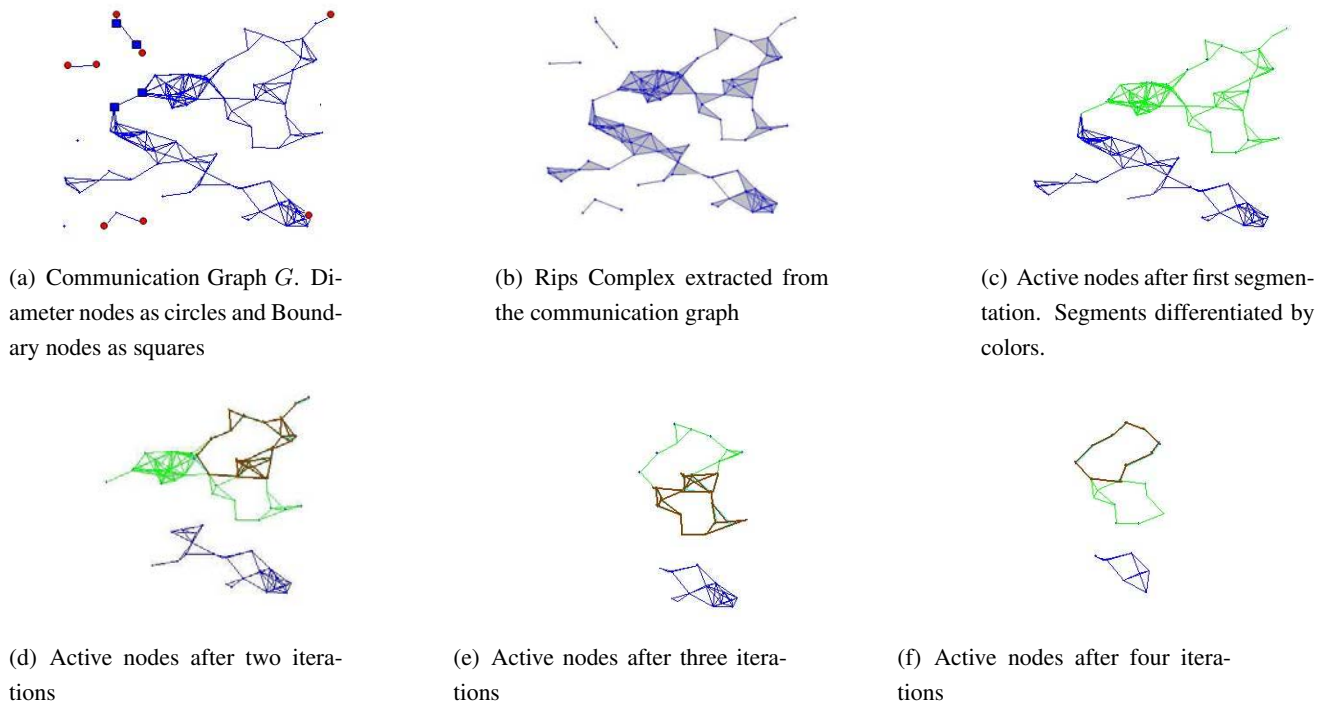 (a) Communication Graph G. Di-
ameter nodes as circles and Bound-
ary nodes as squares
(b) Rips Complex extracted from
the communication graph
(c) Active nodes after first segmen-
tation. Segments differentiated by
colors.
(d) Active nodes after two itera-
tions
(e) Active nodes after three itera-
tions
(f) Active nodes after four itera-
tions